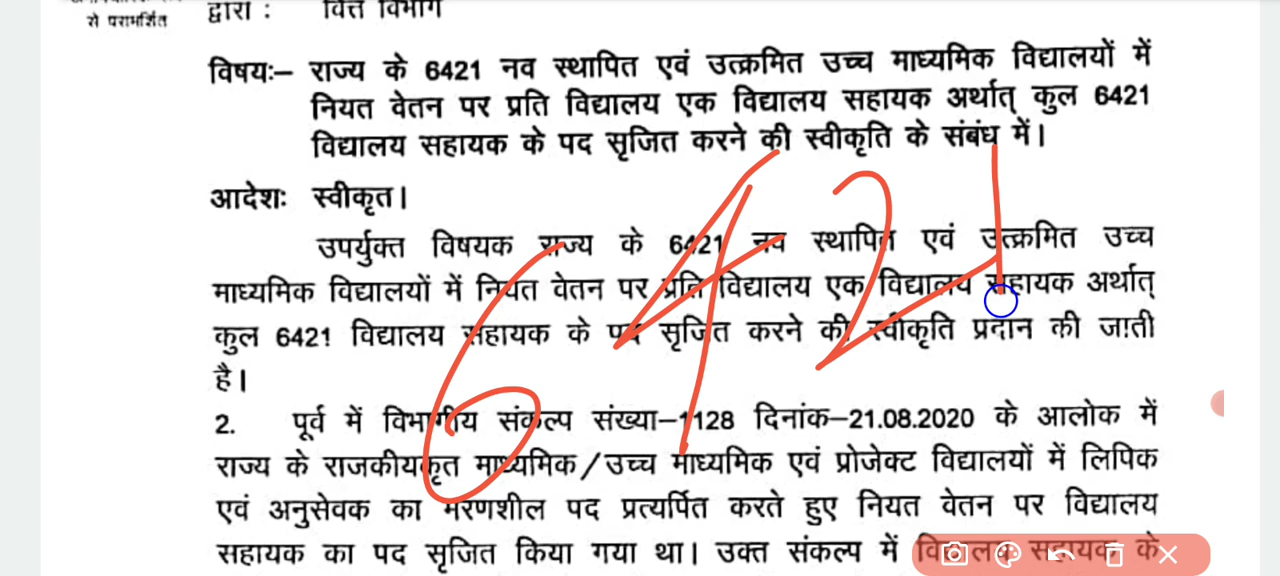 से परामर्शित
द्वारा : वित्त विभाग
विषयः– राज्य के 6421 नव स्थापित एवं उत्क्रमित उच्च माध्यमिक विद्यालयों में
नियत वेतन पर प्रति विद्यालय एक विद्यालय सहायक अर्थात् कुल 6421
विद्यालय सहायक के पद सृजित करने की स्वीकृति के संबंध में।
आदेशः स्वीकृत।
उपर्युक्त विषयक राज्य के 6421 नव स्थापित एवं उत्क्रमित उच्च
माध्यमिक विद्यालयों में नियत वेतन पर प्रति विद्यालय एक विद्यालय सहायक अर्थात्
कुल 6421 विद्यालय सहायक के पद सृजित करने की स्वीकृति प्रदान की जाती
है।
6421
2. पूर्व में विभागीय संकल्प संख्या–1128 दिनांक–21.08.2020 के आलोक में
राज्य के राजकीयकृत माध्यमिक/उच्च माध्यमिक एवं प्रोजेक्ट विद्यालयों में लिपिक
एवं अनुसेवक का मरणशील पद प्रत्यर्पित करते हुए नियत वेतन पर विद्यालय
सहायक का पद सृजित किया गया था। उक्त संकल्प में विद्यालय सहायक के